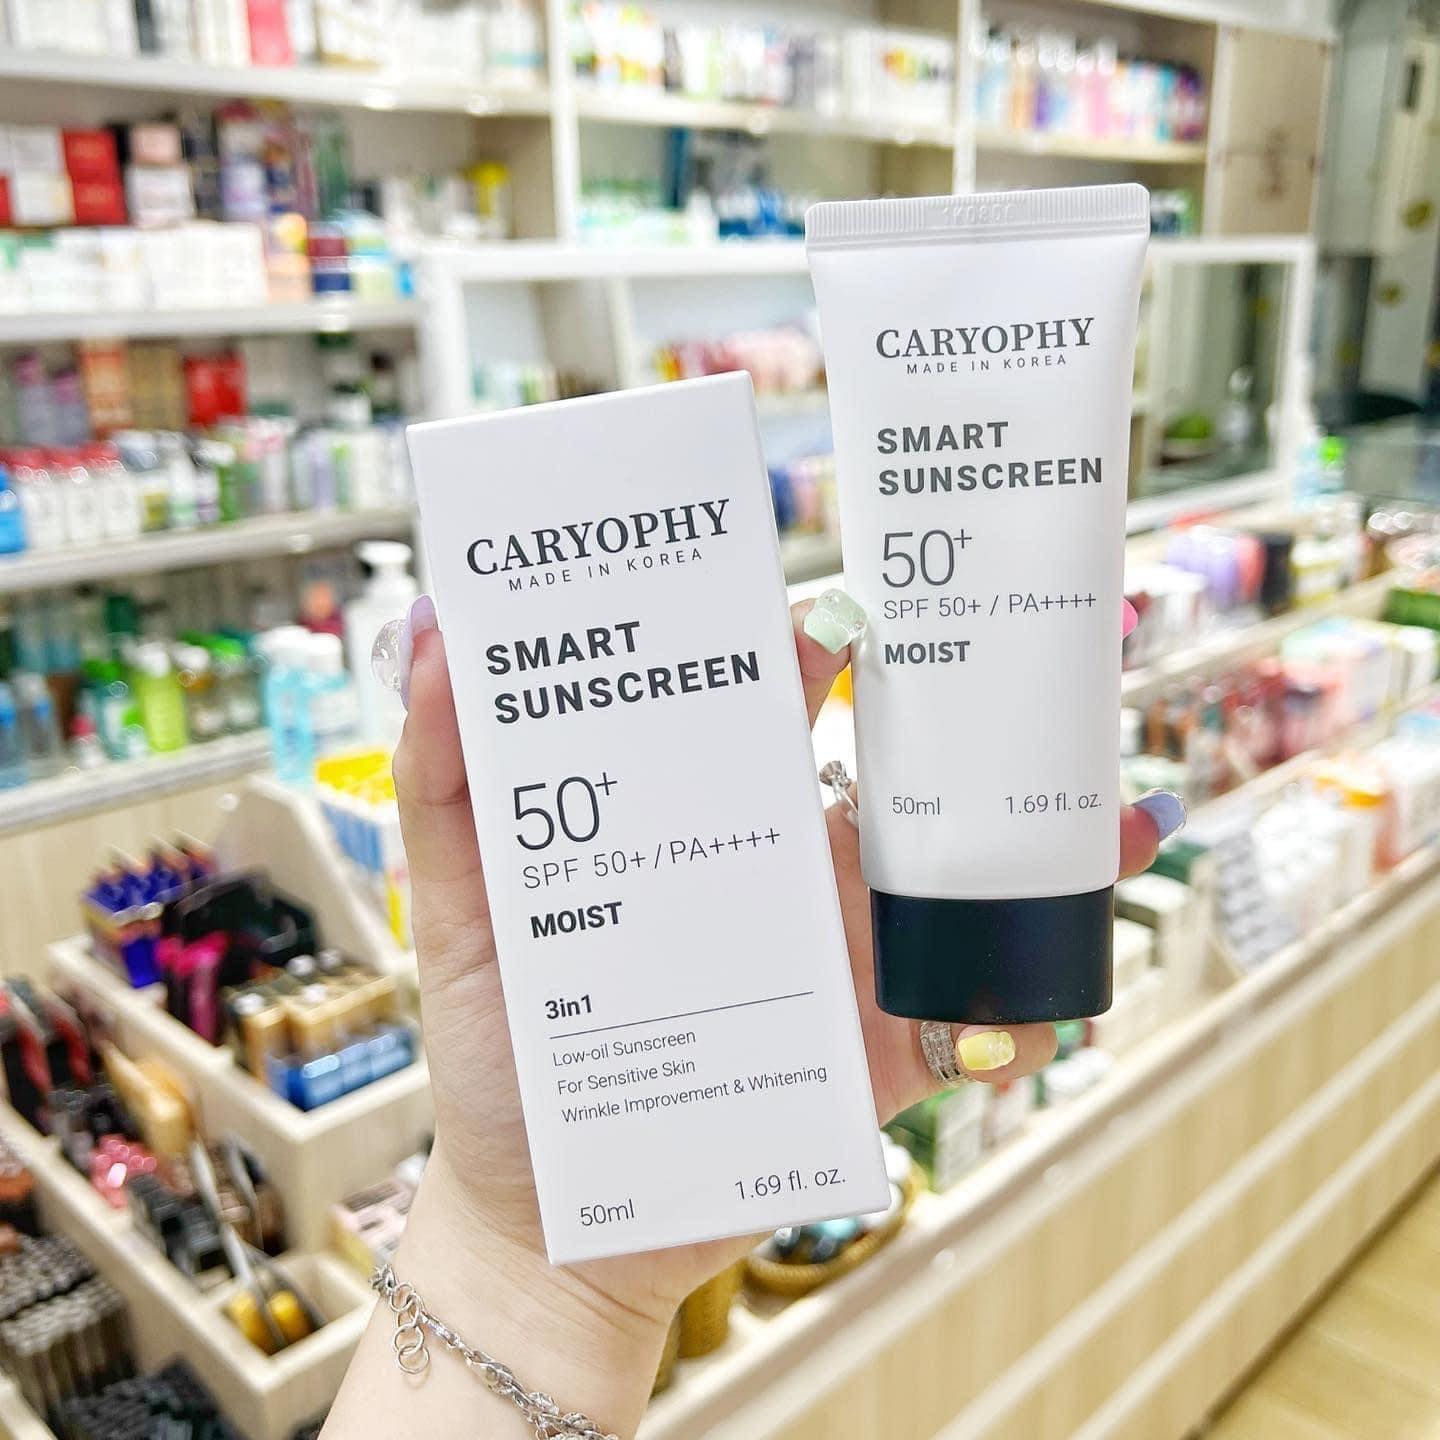 CARYOPHY
MADE IN KOREA
SMART
SUNSCREEN
50+
SPF 50+ / PA++++
MOIST
3in1
Low-oil Sunscreen
For Sensitive Skin
Wrinkle Improvement & Whitening
50ml 1.69 fl. oz.
CARYOPHY
MADE IN KOREA
SMART
SUNSCREEN
50+
SPF 50+ / PA++++
MOIST
50ml 1.69 fl. oz.